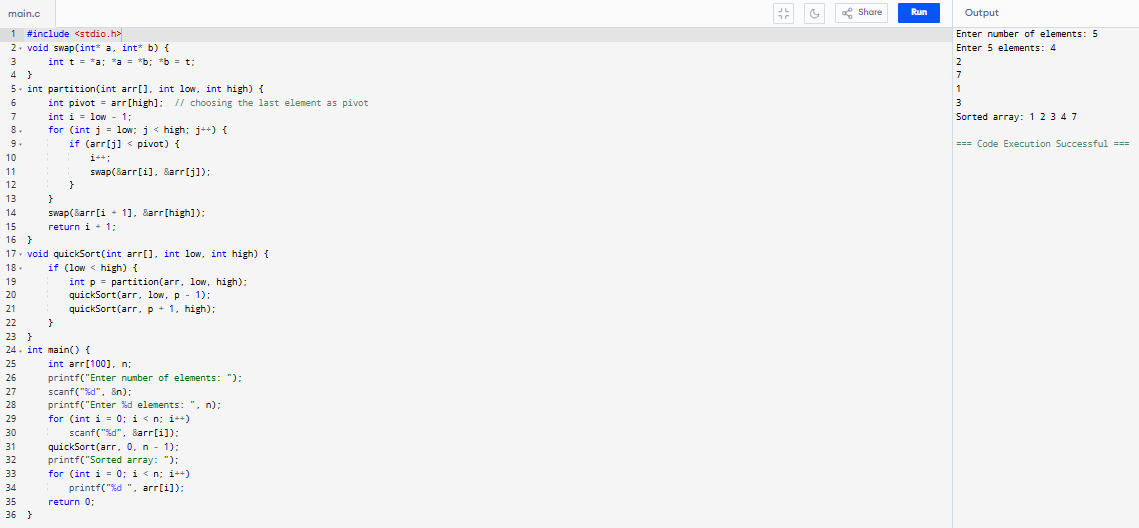 main.c
Share
Run
Output
1 #include <stdio.h>
2 void swap(int* a, int* b) {
3     int t = *a; *a = *b; *b = t;
4 }
5 int partition(int arr[], int low, int high) {
6     int pivot = arr[high];  // choosing the last element as pivot
7     int i = low - 1;
8     for (int j = low; j < high; j++) {
9         if (arr[j] < pivot) {
10             i++;
11             swap(&arr[i], &arr[j]);
12         }
13     }
14     swap(&arr[i + 1], &arr[high]);
15     return i + 1;
16 }
17 void quickSort(int arr[], int low, int high) {
18     if (low < high) {
19         int p = partition(arr, low, high);
20         quickSort(arr, low, p - 1);
21         quickSort(arr, p + 1, high);
22     }
23 }
24 int main() {
25     int arr[100], n;
26     printf("Enter number of elements: ");
27     scanf("%d", &n);
28     printf("Enter %d elements: ", n);
29     for (int i = 0; i < n; i++)
30         scanf("%d", &arr[i]);
31     quickSort(arr, 0, n - 1);
32     printf("Sorted array: ");
33     for (int i = 0; i < n; i++)
34         printf("%d ", arr[i]);
35     return 0;
36 }
Enter number of elements: 5
Enter 5 elements: 4
2
7
1
3
Sorted array: 1 2 3 4 7
=== Code Execution Successful ===